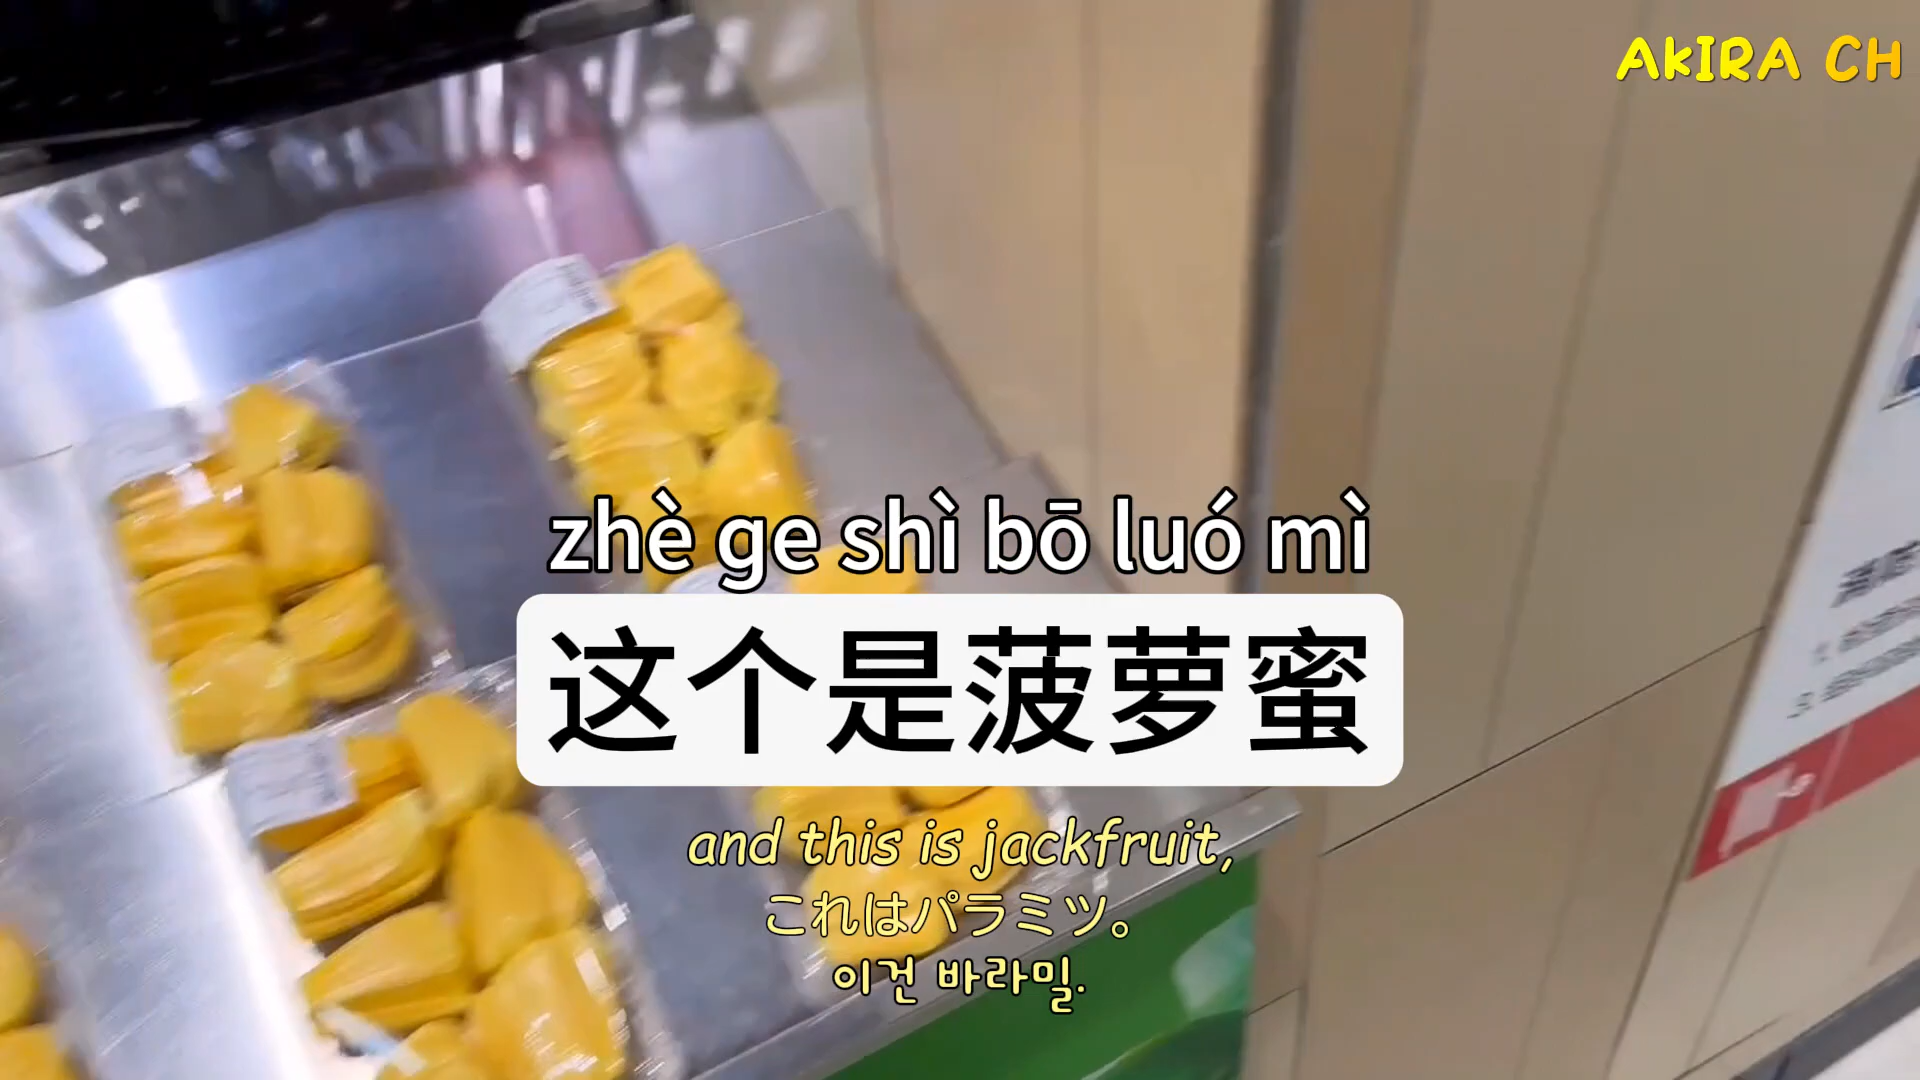 AKIRA CH
zhè ge shì bō luó mì
这个是菠萝蜜
and this is jackfruit,
これはパラミツ。
이건 바라밀.